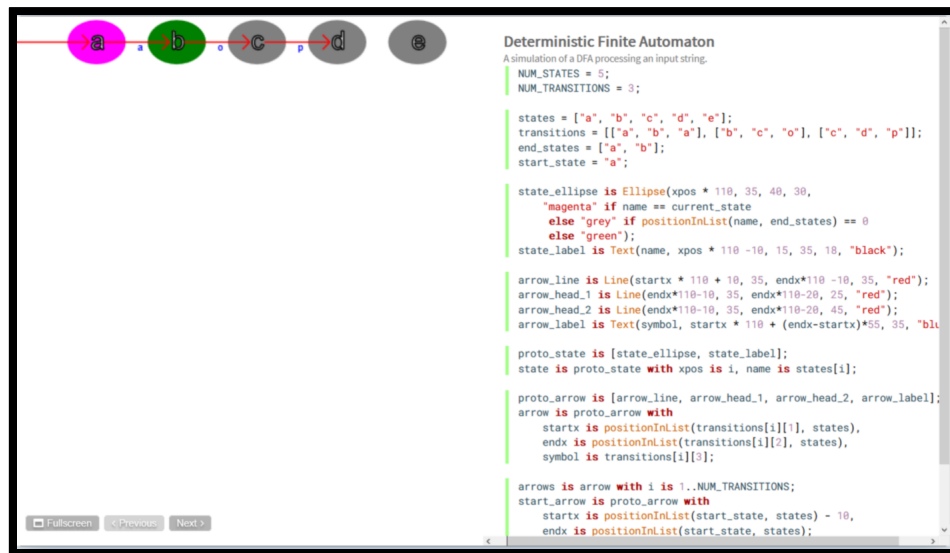 a b c d e
a o p
Deterministic Finite Automaton
A simulation of a DFA processing an input string.
NUM_STATES = 5;
NUM_TRANSITIONS = 3;
states = ["a", "b", "c", "d", "e"];
transitions = [["a", "b", "a"], ["b", "c", "o"], ["c", "d", "p"]];
end_states = ["a", "b"];
start_state = "a";
state_ellipse is Ellipse(xpos * 110, 35, 40, 30,
"magenta" if name == current_state
else "grey" if positionInList(name, end_states) == 0
else "green");
state_label is Text(name, xpos * 110 -10, 15, 35, 18, "black");
arrow_line is Line(startx * 110 + 10, 35, endx*110 -10, 35, "red");
arrow_head_1 is Line(endx*110-10, 35, endx*110-20, 25, "red");
arrow_head_2 is Line(endx*110-10, 35, endx*110-20, 45, "red");
arrow_label is Text(symbol, startx * 110 + (endx-startx)*55, 35, "blu
proto_state is [state_ellipse, state_label];
state is proto_state with xpos is i, name is states[i];
proto_arrow is [arrow_line, arrow_head_1, arrow_head_2, arrow_label];
arrow is proto_arrow with
startx is positionInList(transitions[i][1], states),
endx is positionInList(transitions[i][2], states),
symbol is transitions[i][3];
arrows is arrow with i is 1..NUM_TRANSITIONS;
start_arrow is proto_arrow with
startx is positionInList(start_state, states) - 10,
endx is positionInList(start_state, states);
Fullscreen < Previous Next >